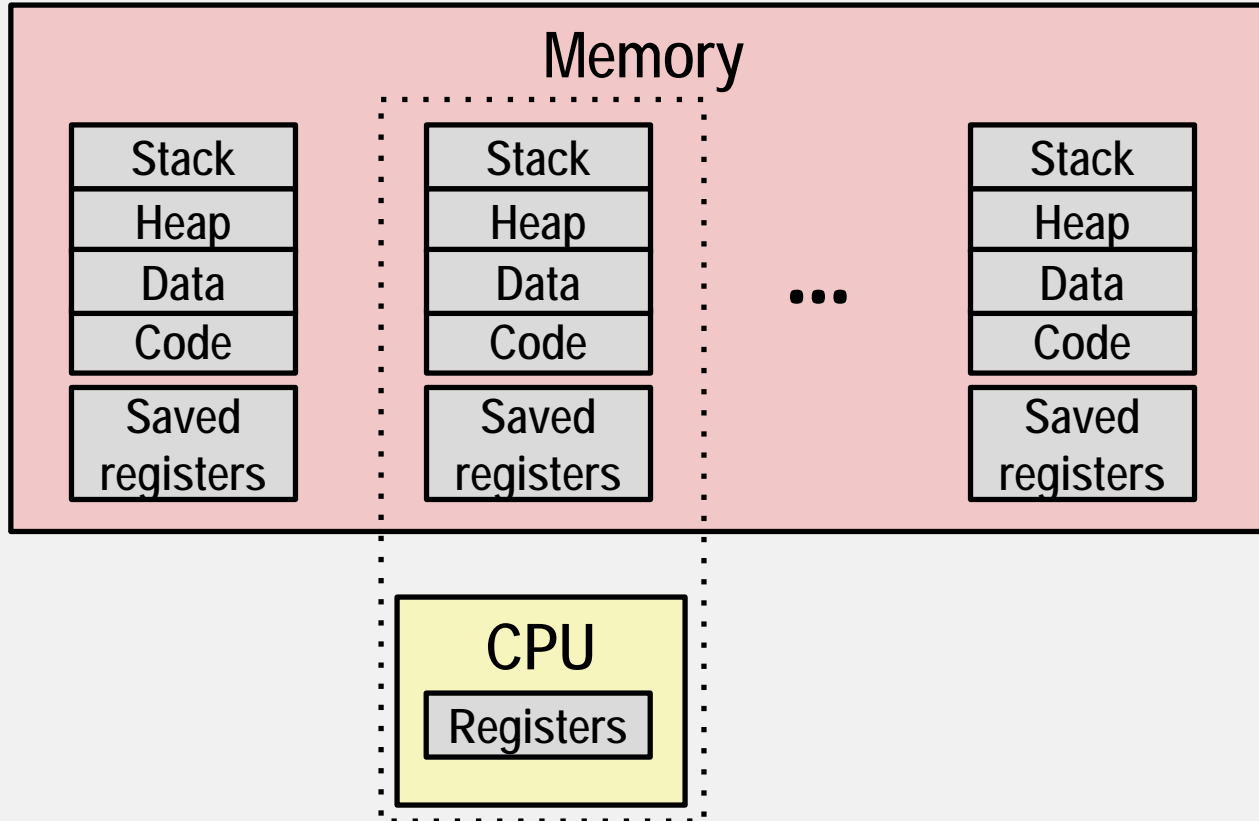 Memory
Stack
Heap
Data
Code
Saved
registers
Stack
Heap
Data
Code
Saved
registers
...
Stack
Heap
Data
Code
Saved
registers
CPU
Registers